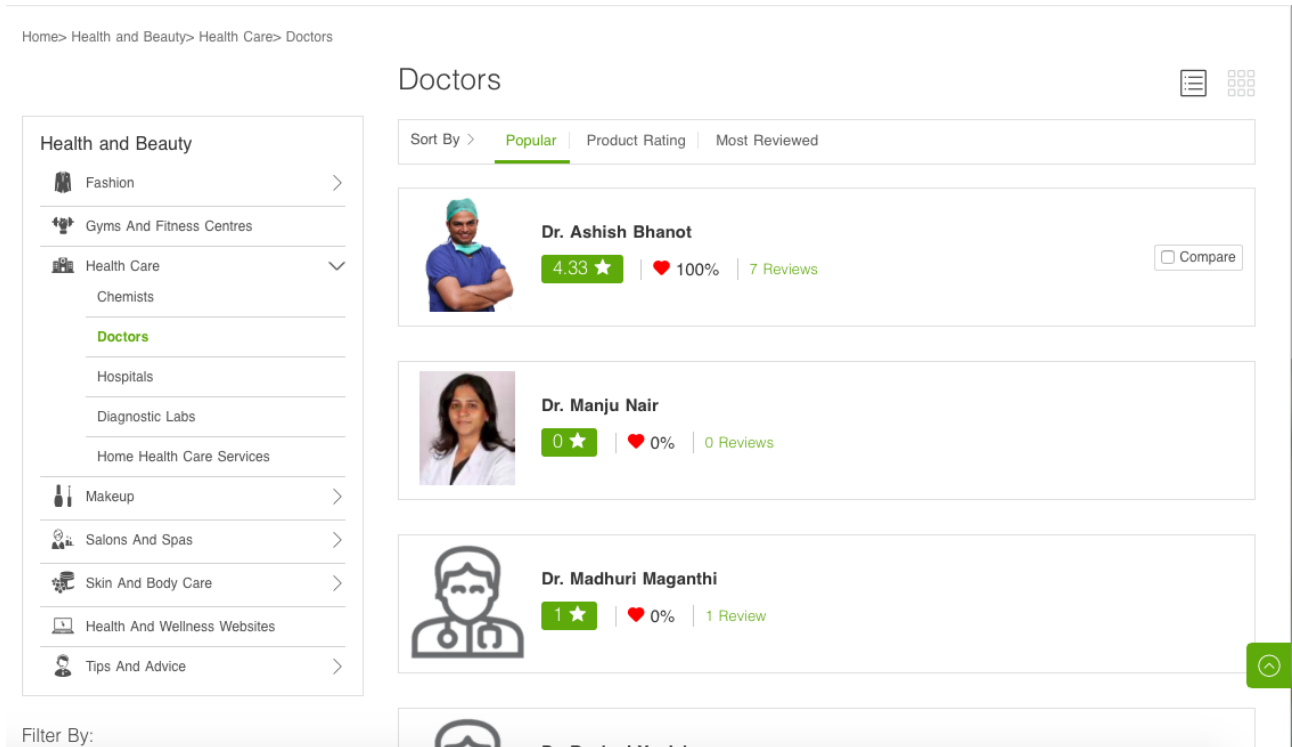 Home> Health and Beauty> Health Care> Doctors
Doctors
Health and Beauty
Fashion
Gyms And Fitness Centres
Health Care
Chemists
Doctors
Hospitals
Diagnostic Labs
Home Health Care Services
Makeup
Salons And Spas
Skin And Body Care
Health And Wellness Websites
Tips And Advice
Filter By:
Sort By > Popular Product Rating Most Reviewed
Dr. Ashish Bhanot
4.33 ★ 100% 7 Reviews
Compare
Dr. Manju Nair
0 ★ 0% 0 Reviews
Dr. Madhuri Maganthi
1 ★ 0% 1 Review